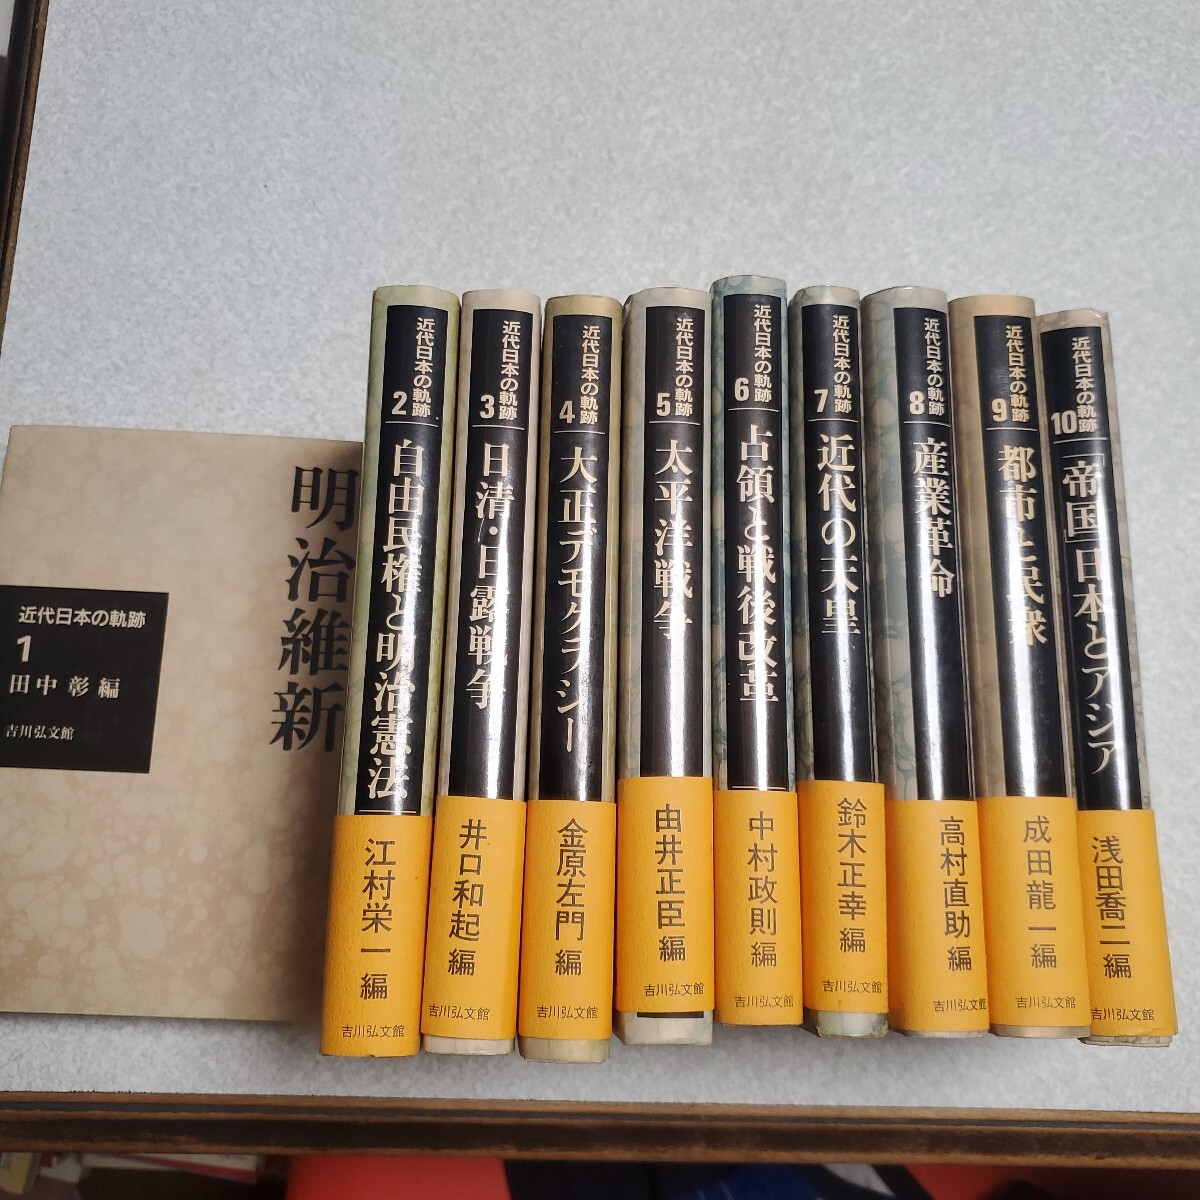 明治維新
近代日本の軌跡
1
田中 彰 編
吉川弘文館
近代日本の軌跡
2
自由民権と明治憲法
江村栄一 編
吉川弘文館
近代日本の軌跡
3
日清・日露戦争
井口和起 編
吉川弘文館
近代日本の軌跡
4
大正デモクラシー
金原左門 編
吉川弘文館
近代日本の軌跡
5
太平洋戦争
由井正臣 編
吉川弘文館
近代日本の軌跡
6
占領と戦後改革
中村政則 編
吉川弘文館
近代日本の軌跡
7
近代の天皇
鈴木正幸 編
吉川弘文館
近代日本の軌跡
8
産業革命
高村直助 編
吉川弘文館
近代日本の軌跡
9
都市と民衆
成田龍一 編
吉川弘文館
近代日本の軌跡
10
「帝国」日本とアジア
浅田喬二 編
吉川弘文館